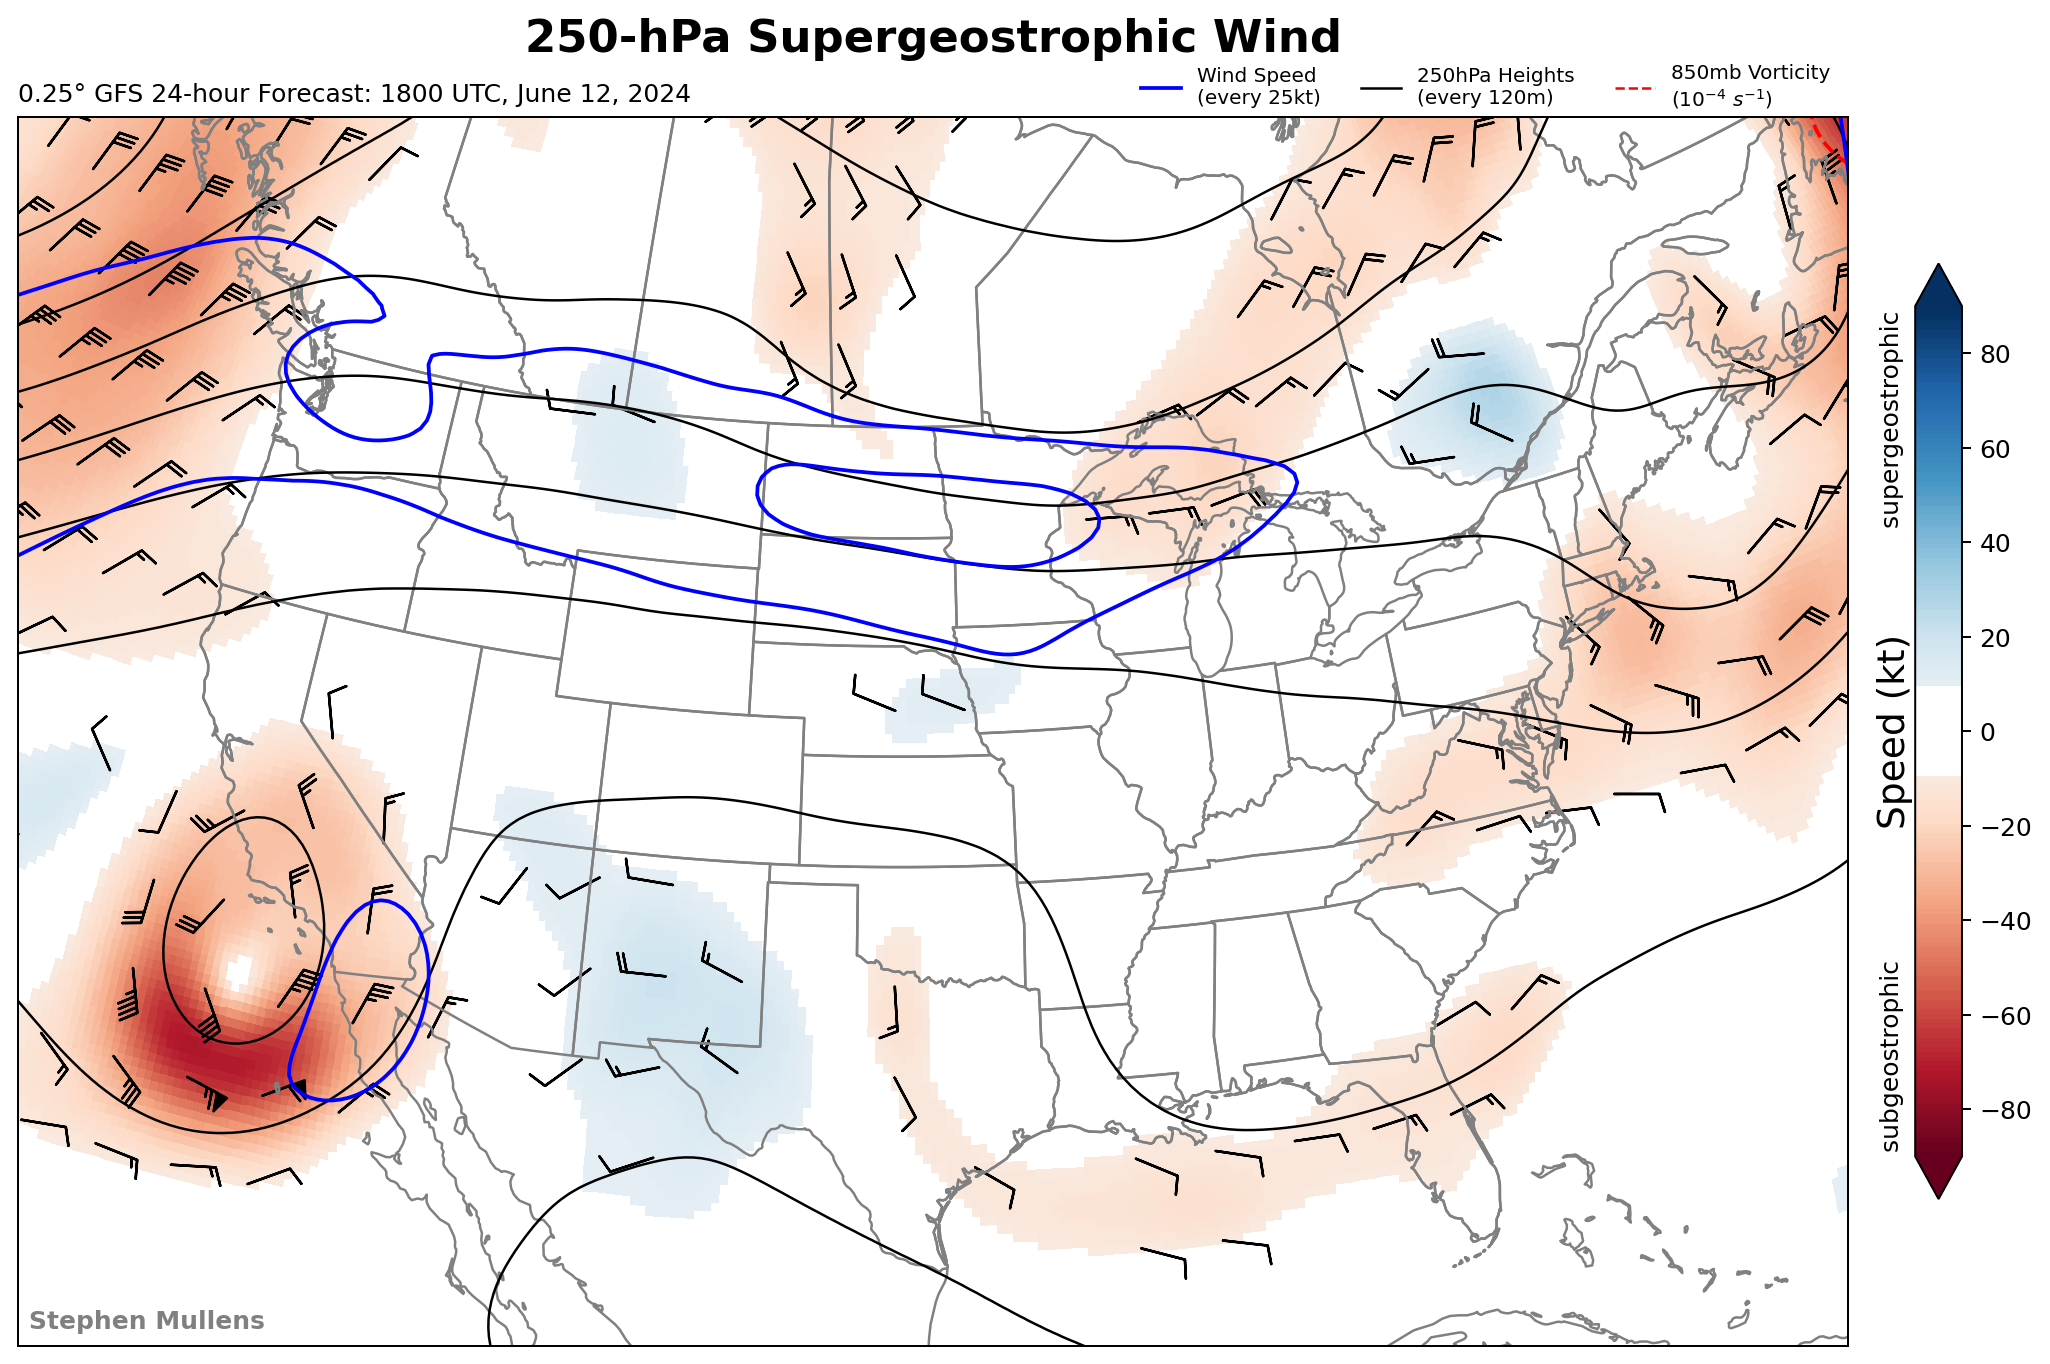 250-hPa Supergeostrophic Wind
0.25° GFS 24-hour Forecast: 1800 UTC, June 12, 2024
Wind Speed
(every 25kt)
250hPa Heights
(every 120m)
850mb Vorticity
(10⁻⁴ s⁻¹)
supergeostrophic
subgeostrophic
Speed (kt)
80
60
40
20
0
−20
−40
−60
−80
Stephen Mullens